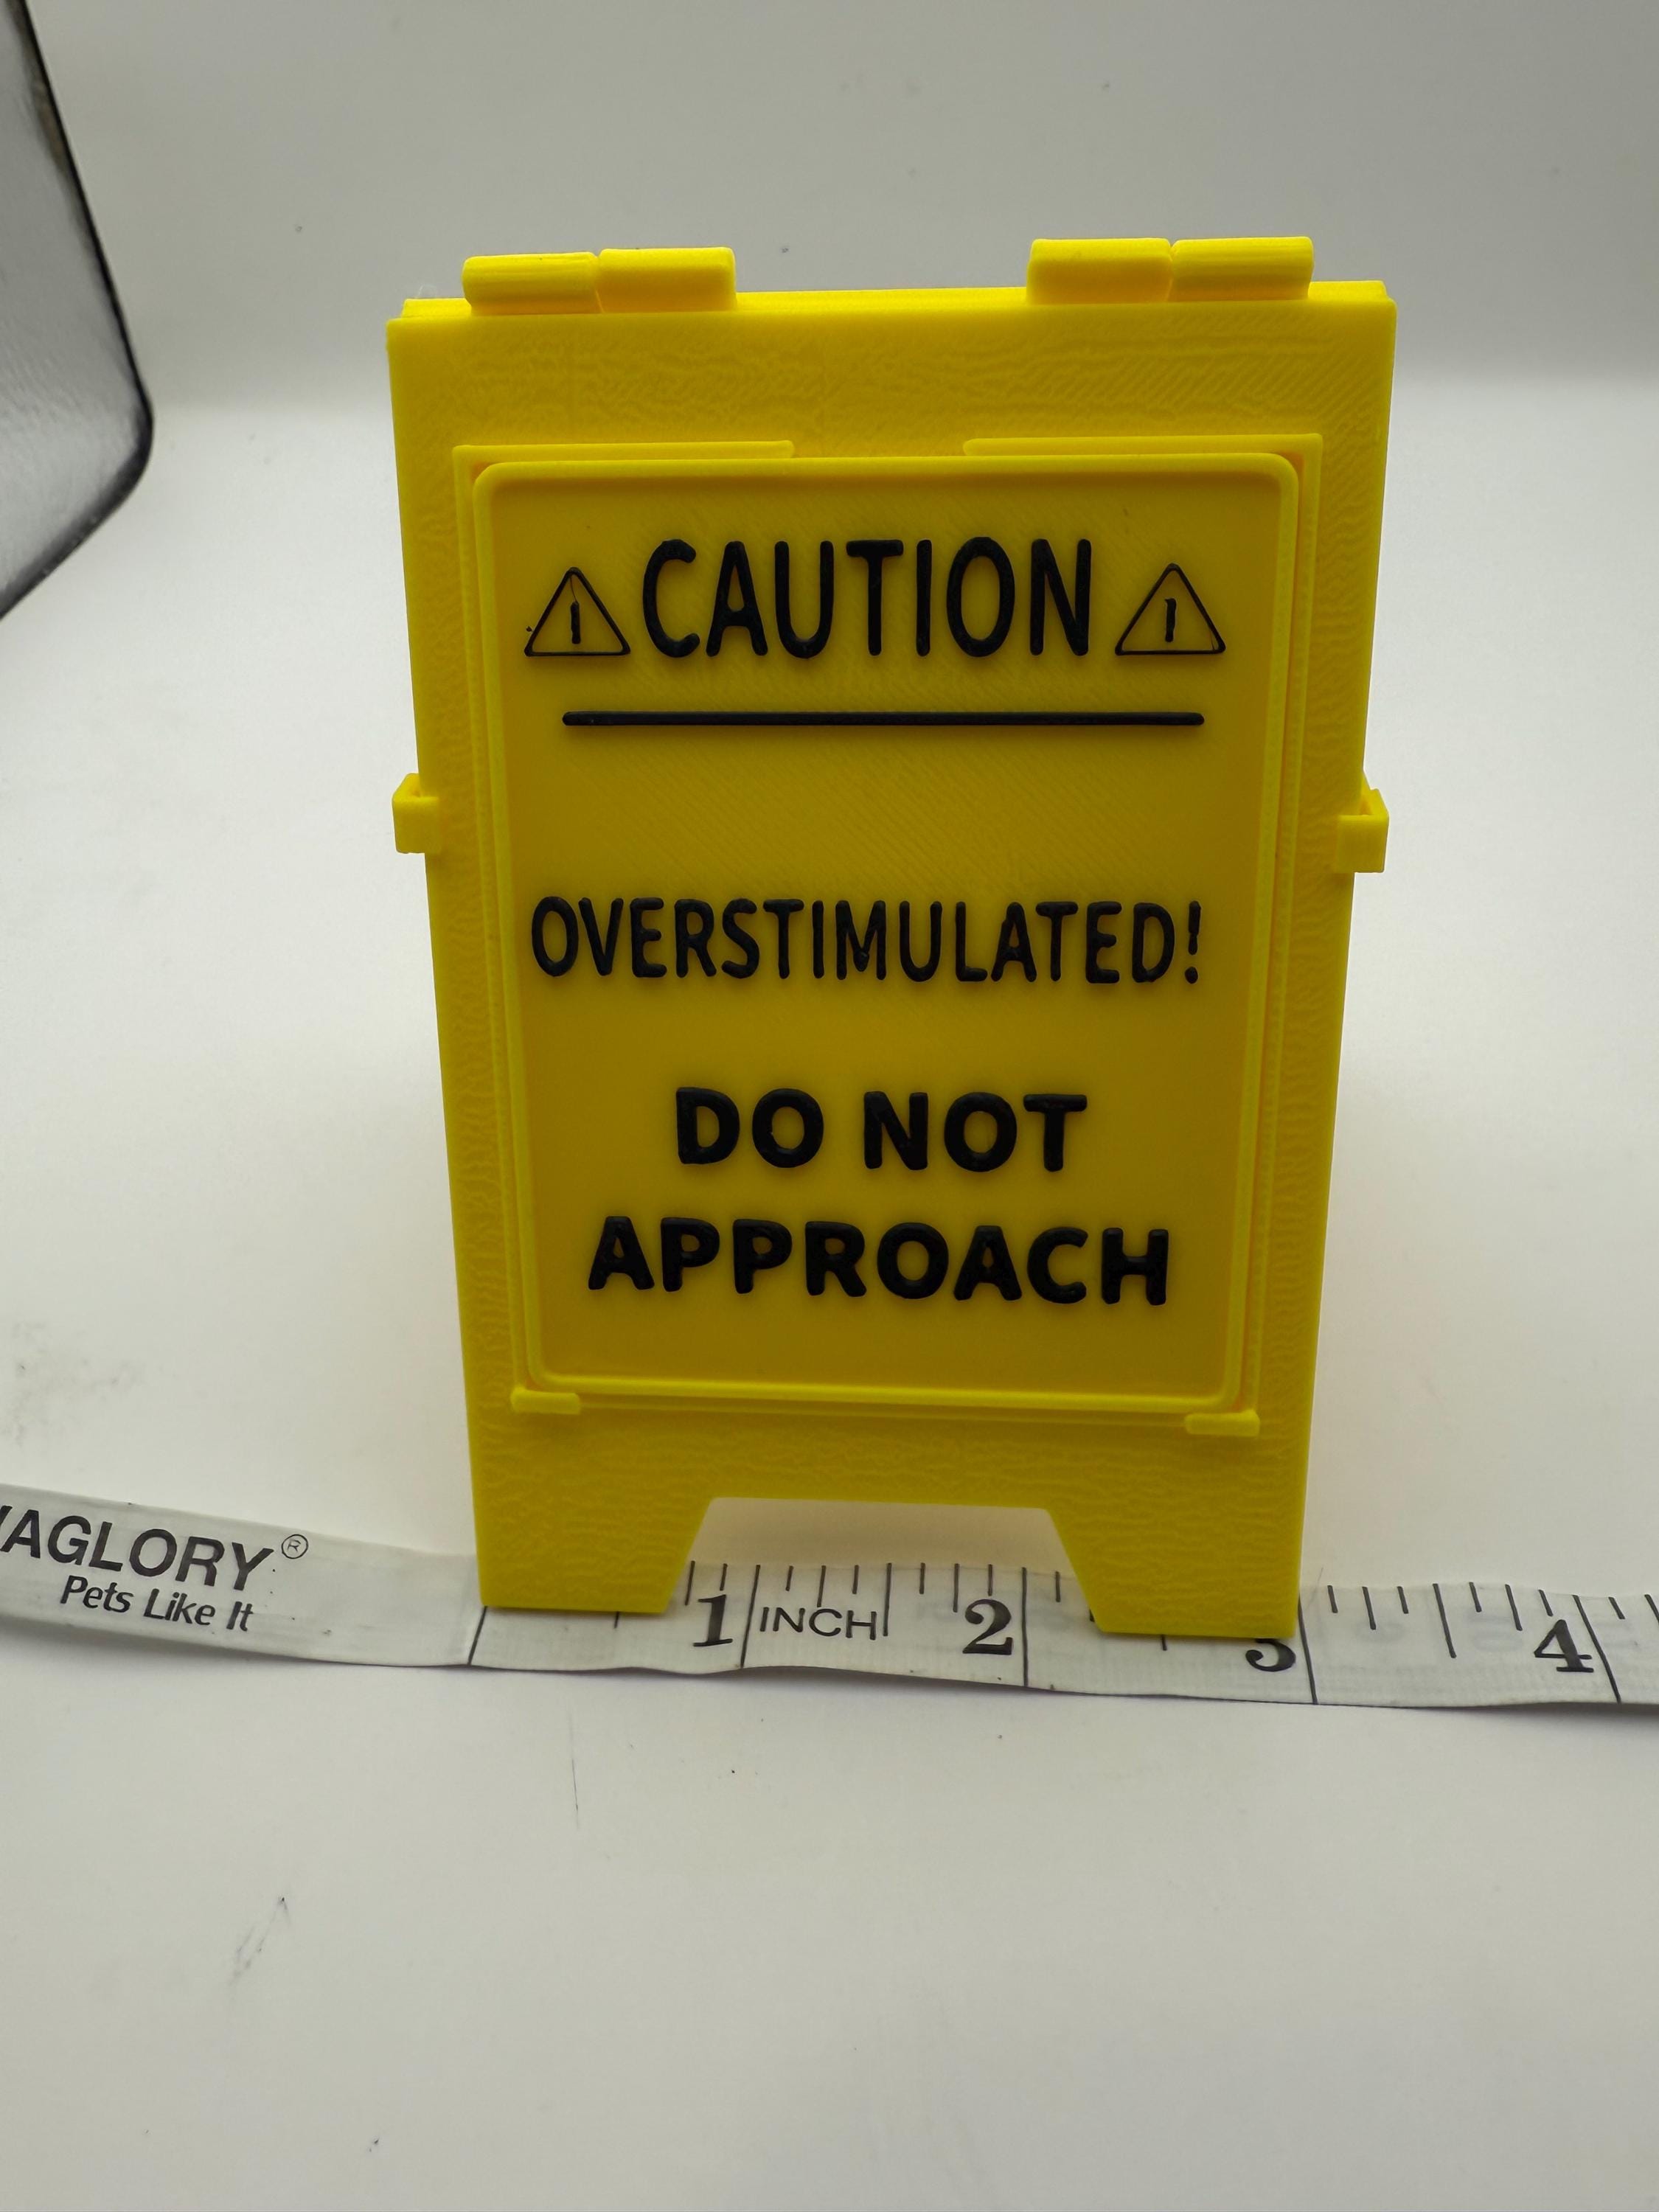 CAUTION
OVERSTIMULATED!
DO NOT
APPROACH
AGLORY®
Pets Like It
1 INCH 2 3 4